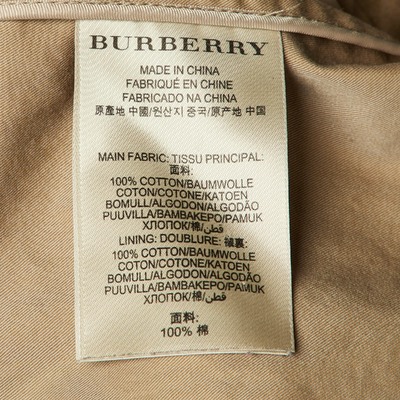 BURBERRY
MADE IN CHINA
FABRIQUÉ EN CHINE
FABRICADO NA CHINA
原產地 中國/원산지 중국/原产地 中国
MAIN FABRIC: TISSU PRINCIPAL:
面料:
100% COTTON/BAUMWOLLE
COTON/COTONE/KATOEN
BOMULL/ALGODON/ALGODÃO
PUUVILLA/BAMBAKEPO/PAMUK
ХЛОПОК/棉/قطن
LINING: DOUBLURE: 裏:
100% COTTON/BAUMWOLLE
COTON/COTONE/KATOEN
BOMULL/ALGODON/ALGODÃO
PUUVILLA/BAMBAKEPO/PAMUK
ХЛОПОК/棉/قطن
面料:
100% 棉